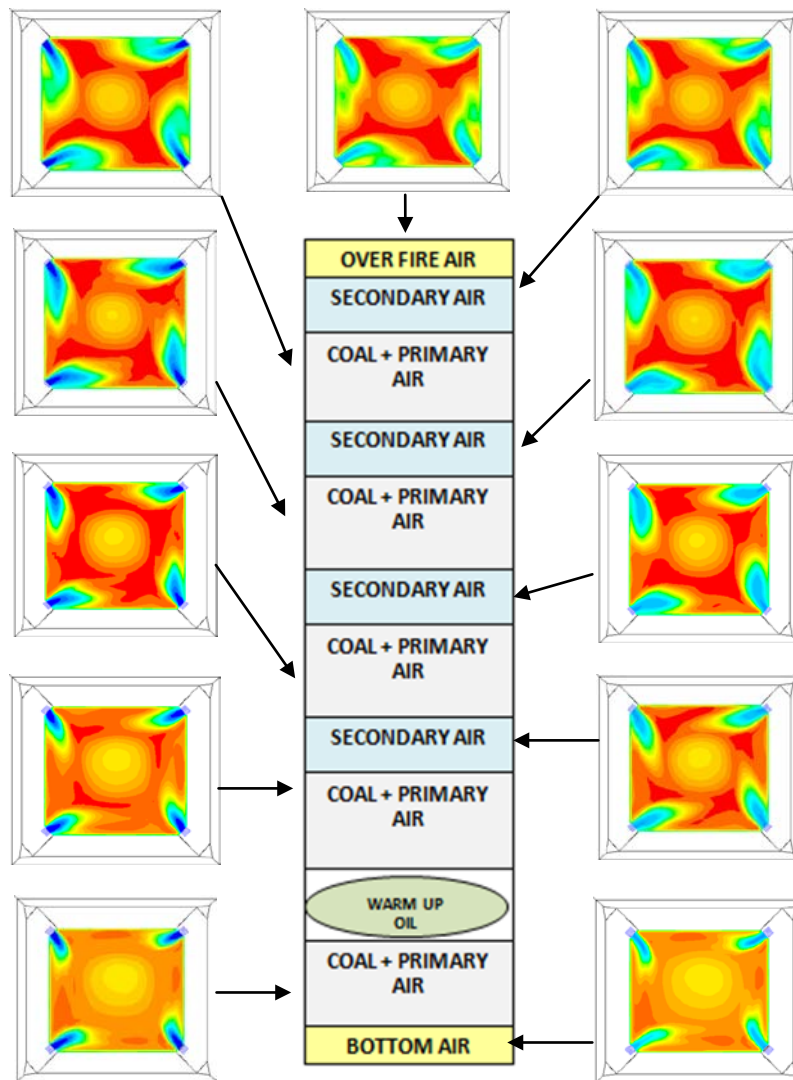 OVER FIRE AIR
SECONDARY AIR
COAL + PRIMARY
AIR
SECONDARY AIR
COAL + PRIMARY
AIR
SECONDARY AIR
COAL + PRIMARY
AIR
SECONDARY AIR
COAL + PRIMARY
AIR
WARM UP
OIL
COAL + PRIMARY
AIR
BOTTOM AIR